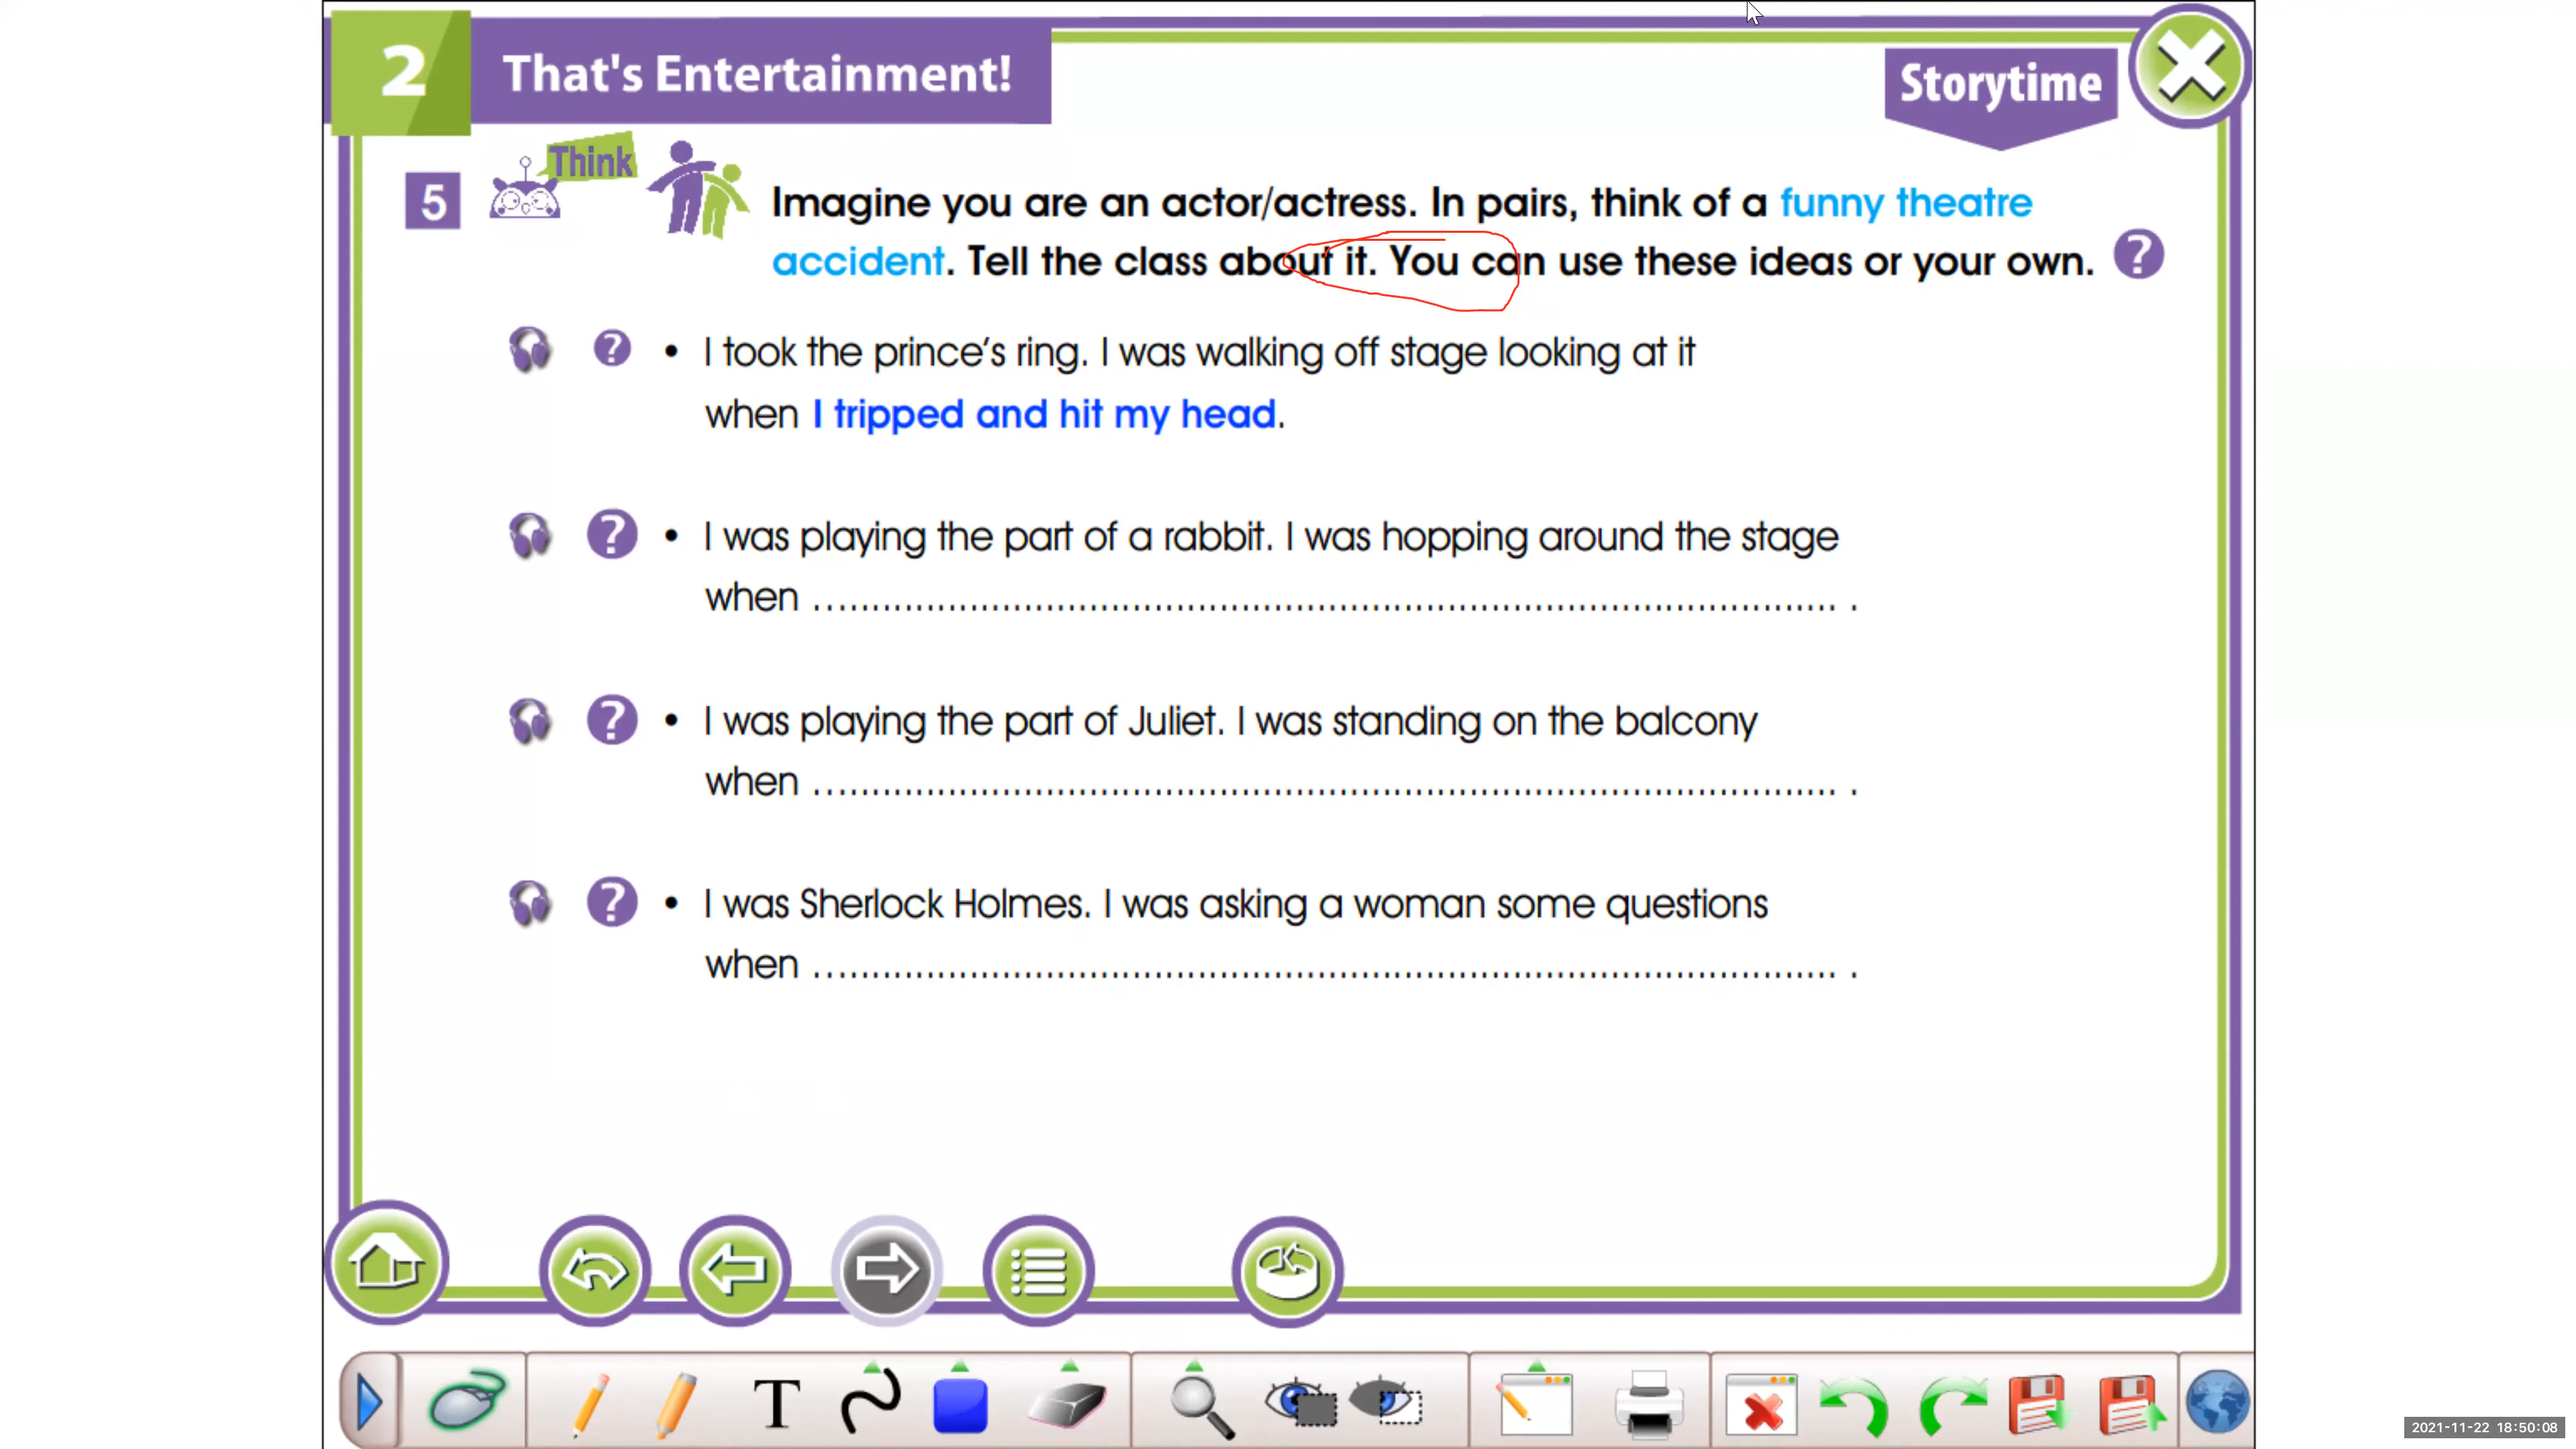 2 That's Entertainment!
Storytime
Think
5 Imagine you are an actor/actress. In pairs, think of a funny theatre
accident. Tell the class about it. You can use these ideas or your own. ?
? • I took the prince's ring. I was walking off stage looking at it
when I tripped and hit my head.
? • I was playing the part of a rabbit. I was hopping around the stage
when ........................................................................................................ .
? • I was playing the part of Juliet. I was standing on the balcony
when ........................................................................................................ .
? • I was Sherlock Holmes. I was asking a woman some questions
when ........................................................................................................ .
T
2021-11-22 18:50:08